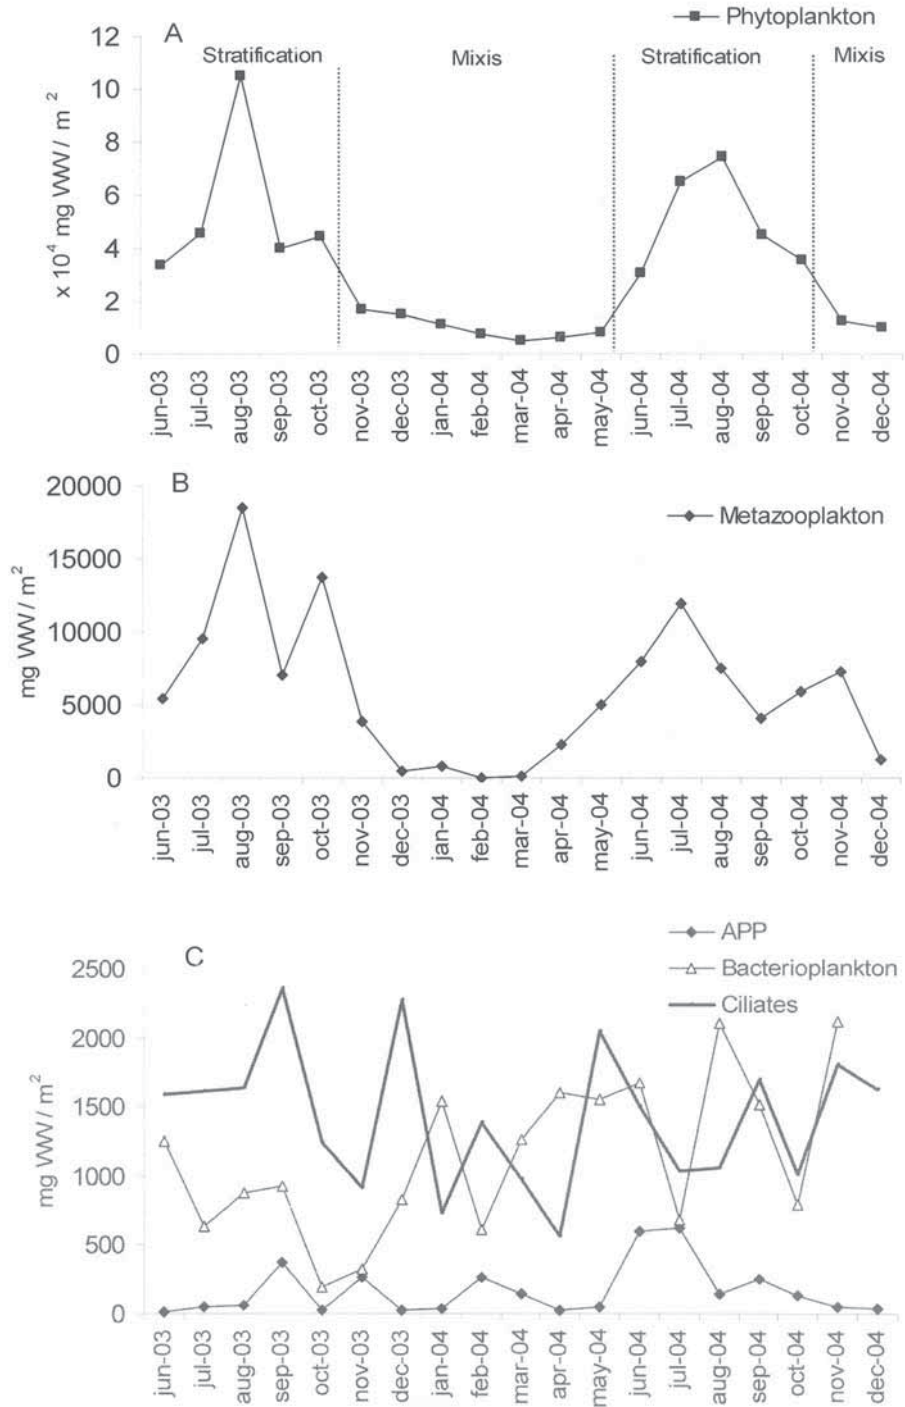 Phytoplankton
A
12
Stratification Mixis Stratification Mixis
10
8
6
4
2
0
x 10⁴ mg WW / m²
jun-03 jul-03 aug-03 sep-03 oct-03 nov-03 dec-03 jan-04 feb-04 mar-04 apr-04 may-04 jun-04 jul-04 aug-04 sep-04 oct-04 nov-04 dec-04
B
20000
Metazooplakton
15000
10000
5000
0
mg WW / m²
jun-03 jul-03 aug-03 sep-03 oct-03 nov-03 dec-03 jan-04 feb-04 mar-04 apr-04 may-04 jun-04 jul-04 aug-04 sep-04 oct-04 nov-04 dec-04
APP
C
Bacterioplankton
2500
Ciliates
2000
1500
1000
500
0
mg WW / m²
jun-03 jul-03 aug-03 sep-03 oct-03 nov-03 dec-03 jan-04 feb-04 mar-04 apr-04 may-04 jun-04 jul-04 aug-04 sep-04 oct-04 nov-04 dec-04